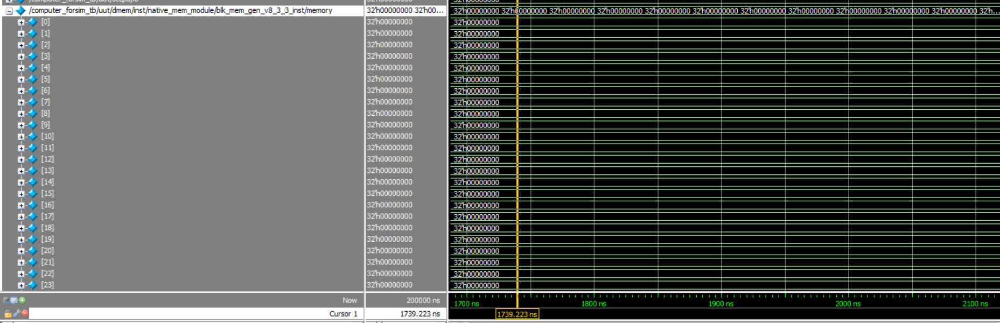 /computer_forsim_tb/uut/sccpu/io
/computer_forsim_tb/uut/dmem/inst/native_mem_module/blk_mem_gen_v8_3_3_inst/memory 32'h00000000 32'h00... 32'h00000000 32'h00000000 32'h00000000 32'h00000000 32'h00000000 32'h00000000 32'h00000000 32'h00000000 32'h00000000 32'h00000000 32'h00000000 32'h...
[0] 32'h00000000 32'h00000000
[1] 32'h00000000 32'h00000000
[2] 32'h00000000 32'h00000000
[3] 32'h00000000 32'h00000000
[4] 32'h00000000 32'h00000000
[5] 32'h00000000 32'h00000000
[6] 32'h00000000 32'h00000000
[7] 32'h00000000 32'h00000000
[8] 32'h00000000 32'h00000000
[9] 32'h00000000 32'h00000000
[10] 32'h00000000 32'h00000000
[11] 32'h00000000 32'h00000000
[12] 32'h00000000 32'h00000000
[13] 32'h00000000 32'h00000000
[14] 32'h00000000 32'h00000000
[15] 32'h00000000 32'h00000000
[16] 32'h00000000 32'h00000000
[17] 32'h00000000 32'h00000000
[18] 32'h00000000 32'h00000000
[19] 32'h00000000 32'h00000000
[20] 32'h00000000 32'h00000000
[21] 32'h00000000 32'h00000000
[22] 32'h00000000 32'h00000000
[23] 32'h00000000 32'h00000000
Now 200000 ns 1700 ns 1800 ns 1900 ns 2000 ns 2100 ns
Cursor 1 1739.223 ns 1739.223 ns